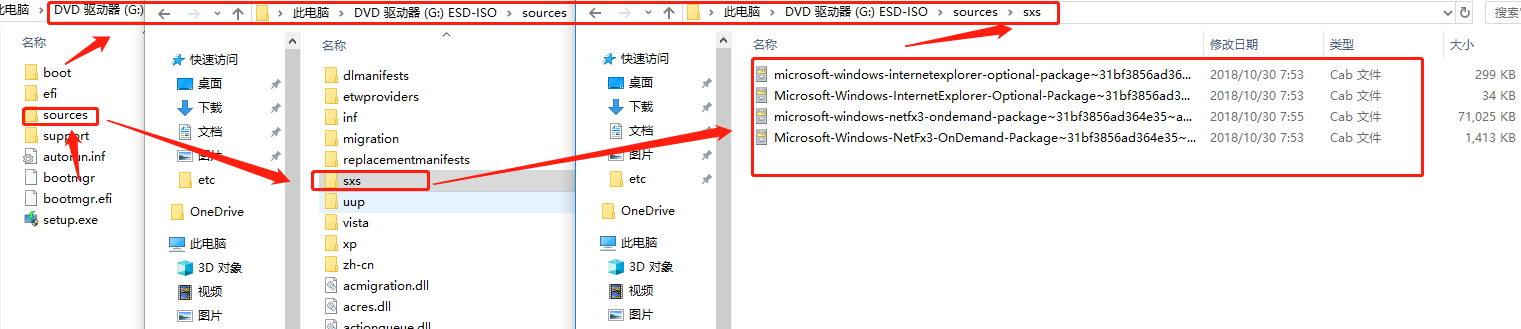 此电脑 > DVD 驱动器 (G:)
名称
boot
efi
sources
support
autorun.inf
bootmgr
bootmgr.efi
setup.exe
此电脑 > DVD 驱动器 (G:) ESD-ISO > sources
快速访问
桌面
下载
文档
图片
etc
OneDrive
此电脑
3D 对象
视频
图片
名称
dlmanifests
etwproviders
inf
migration
replacementmanifests
sxs
uup
vista
xp
zh-cn
acmigration.dll
acres.dll
actionqueue.dll
此电脑 > DVD 驱动器 (G:) ESD-ISO > sources > sxs
搜索
快速访问
桌面
下载
文档
图片
etc
OneDrive
此电脑
3D 对象
视频
图片
名称 修改日期 类型 大小
microsoft-windows-internetexplorer-optional-package~31bf3856ad36... 2018/10/30 7:53 Cab 文件 299 KB
Microsoft-Windows-InternetExplorer-Optional-Package~31bf3856ad3... 2018/10/30 7:53 Cab 文件 34 KB
microsoft-windows-netfx3-ondemand-package~31bf3856ad364e35~a... 2018/10/30 7:55 Cab 文件 71,025 KB
Microsoft-Windows-NetFx3-OnDemand-Package~31bf3856ad364e35~... 2018/10/30 7:53 Cab 文件 1,413 KB